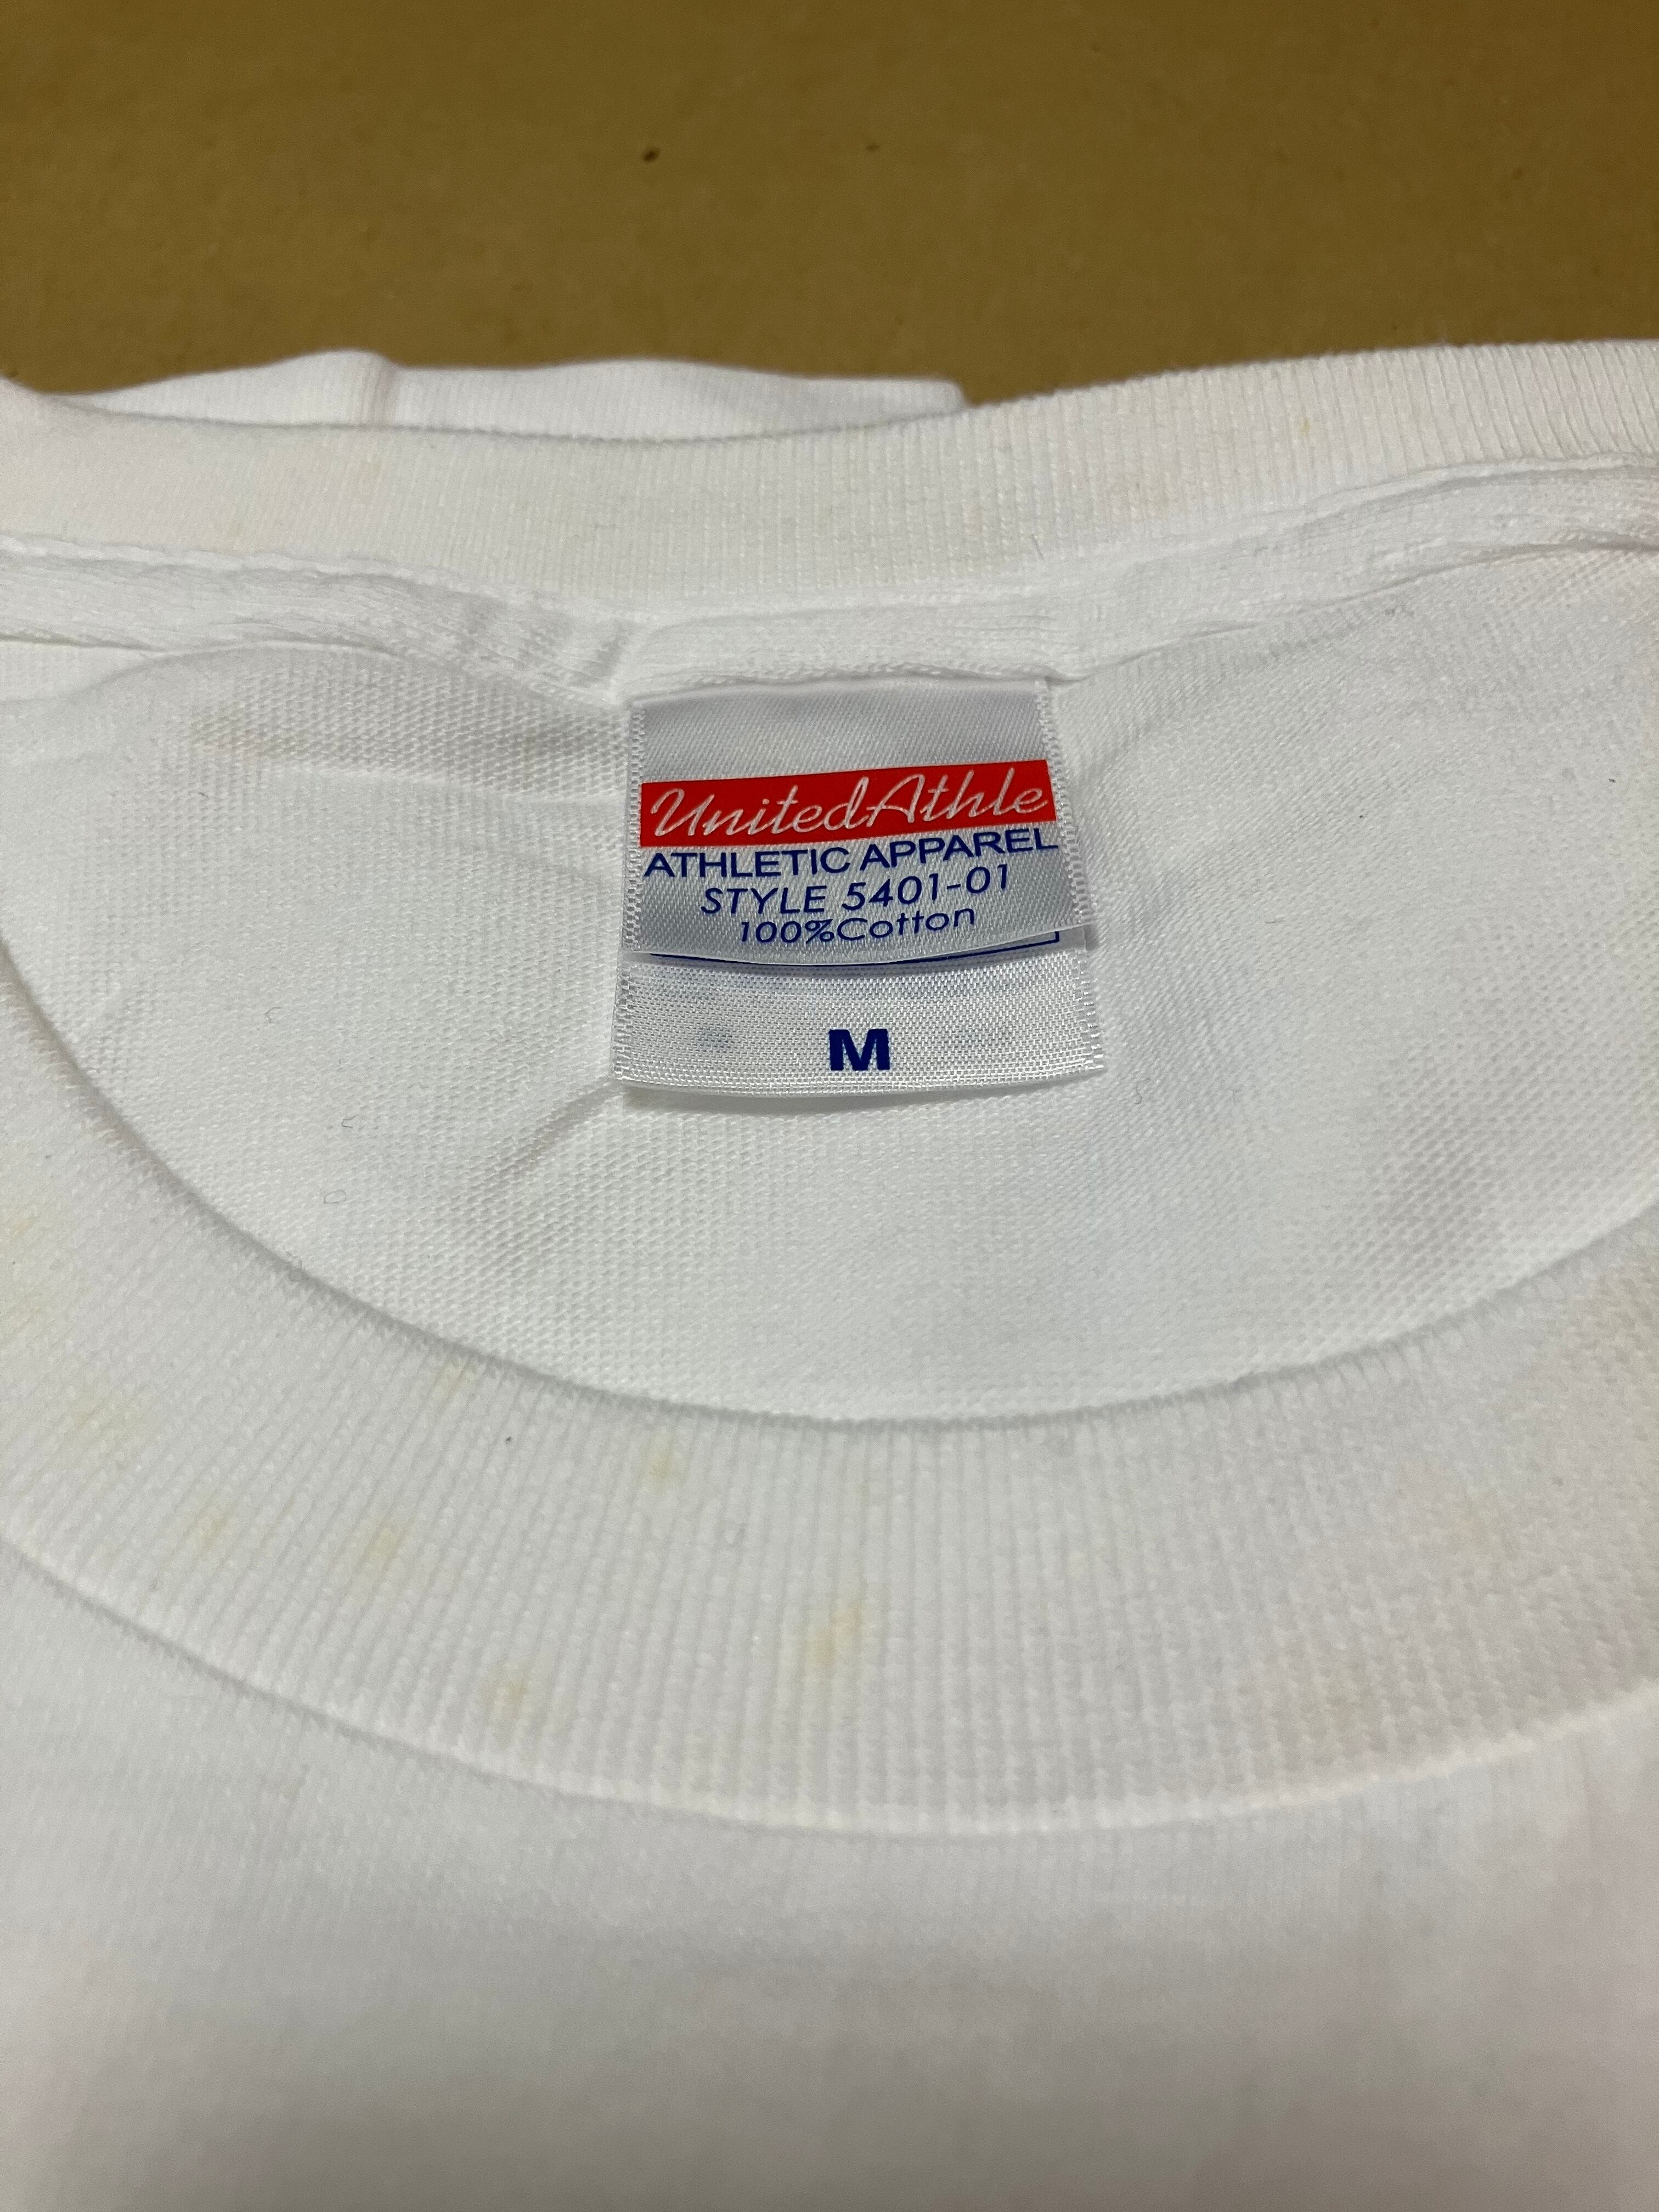 UnitedAthle
ATHLETIC APPAREL
STYLE 5401-01
100%Cotton
M